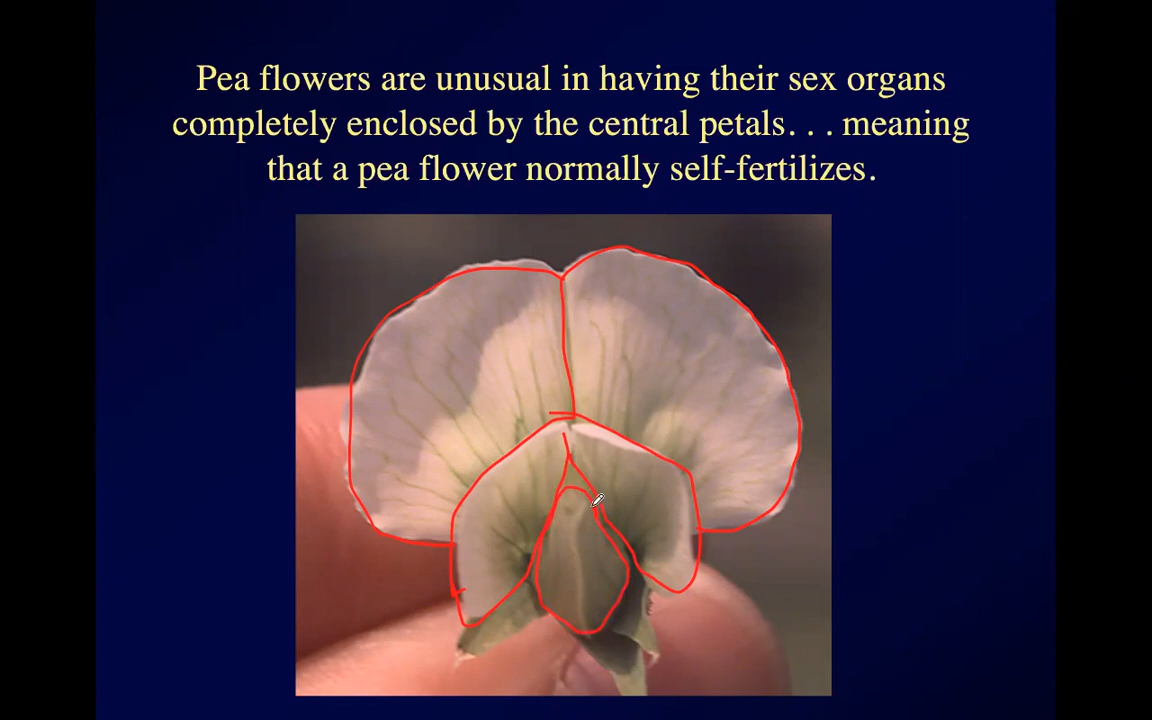 Pea flowers are unusual in having their sex organs
completely enclosed by the central petals. . . meaning
that a pea flower normally self-fertilizes.